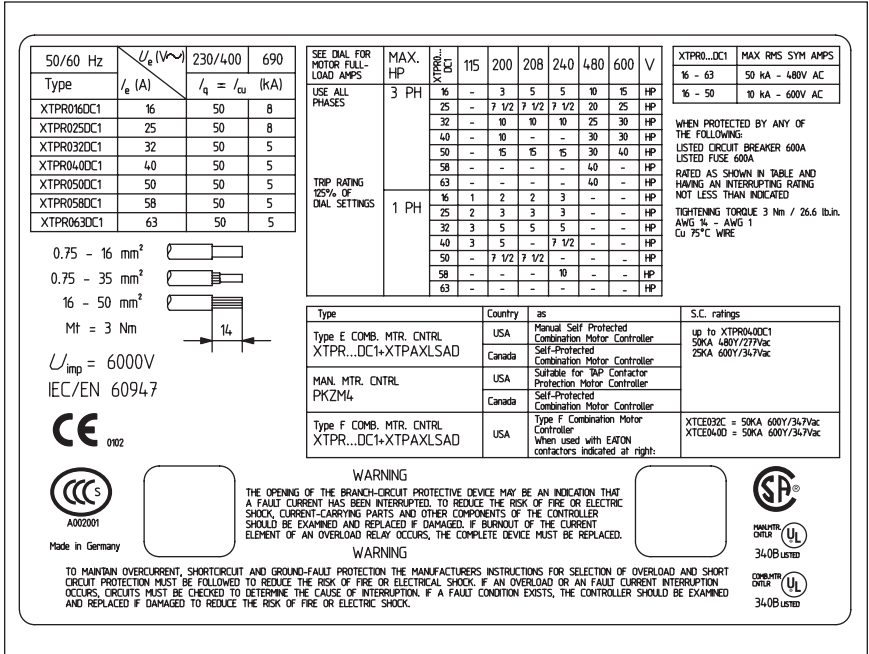 50/60 Hz Ue (V~) 230/400 690
Type Ie (A) Iq = Icu (kA)
XTPR016DC1 16 50 8
XTPR025DC1 25 50 8
XTPR032DC1 32 50 5
XTPR040DC1 40 50 5
XTPR050DC1 50 50 5
XTPR058DC1 58 50 5
XTPR063DC1 63 50 5
0.75 - 16 mm²
0.75 - 35 mm²
16 - 50 mm²
Mt = 3 Nm 14
Uimp = 6000V
IEC/EN 60947
CE 0102
SEE DIAL FOR
MOTOR FULL-
LOAD AMPS
MAX.
HP
XTPR0...
DC1
115 200 208 240 480 600 V
USE ALL
PHASES
TRIP RATING
125% OF
DIAL SETTINGS
3 PH
16 - 3 5 5 10 15 HP
25 - 7 1/2 7 1/2 7 1/2 20 25 HP
32 - 10 10 10 25 30 HP
40 - 10 - - 30 30 HP
50 - 15 15 15 30 40 HP
58 - - - - 40 - HP
63 - - - - 40 - HP
1 PH
16 1 2 2 3 - - HP
25 2 3 3 3 - - HP
32 3 5 5 5 - - HP
40 3 5 - 7 1/2 - - HP
50 - 7 1/2 7 1/2 - - - HP
58 - - - 10 - - HP
63 - - - - - - HP
XTPR0...DC1 MAX RMS SYM AMPS
16 - 63 50 kA - 480V AC
16 - 50 10 kA - 600V AC
WHEN PROTECTED BY ANY OF
THE FOLLOWING:
LISTED CIRCUIT BREAKER 600A
LISTED FUSE 600A
RATED AS SHOWN IN TABLE AND
HAVING AN INTERRUPTING RATING
NOT LESS THAN INDICATED
TIGHTENING TORQUE 3 Nm / 26.6 lb.in.
AWG 14 - AWG 1
Cu 75°C WIRE
Type Country as S.C. ratings
Type E COMB. MTR. CNTRL
XTPR...DC1+XTPAXLSAD
USA
Manual Self Protected
Combination Motor Controller
Canada
Self-Protected
Combination Motor Controller
up to XTPR040DC1
50KA 480Y/277Vac
25KA 600Y/347Vac
MAN. MTR. CNTRL
PKZM4
USA
Suitable for TAP Contactor
Protection Motor Controller
Canada
Self-Protected
Combination Motor Controller
Type F COMB. MTR. CNTRL
XTPR...DC1+XTPAXLSAD
USA
Type F Combination Motor
Controller
When used with EATON
contactors indicated at right:
XTCE032C = 50KA 600Y/347Vac
XTCE040D = 50KA 600Y/347Vac
CCC S
A002001
Made in Germany
WARNING
THE OPENING OF THE BRANCH-CIRCUIT PROTECTIVE DEVICE MAY BE AN INDICATION THAT
A FAULT CURRENT HAS BEEN INTERRUPTED. TO REDUCE THE RISK OF FIRE OR ELECTRIC
SHOCK, CURRENT-CARRYING PARTS AND OTHER COMPONENTS OF THE CONTROLLER
SHOULD BE EXAMINED AND REPLACED IF DAMAGED. IF BURNOUT OF THE CURRENT
ELEMENT OF AN OVERLOAD RELAY OCCURS, THE COMPLETE DEVICE MUST BE REPLACED.
WARNING
TO MAINTAIN OVERCURRENT, SHORTCIRCUIT AND GROUND-FAULT PROTECTION THE MANUFACTURERS INSTRUCTIONS FOR SELECTION OF OVERLOAD AND SHORT
CIRCUIT PROTECTION MUST BE FOLLOWED TO REDUCE THE RISK OF FIRE OR ELECTRICAL SHOCK. IF AN OVERLOAD OR AN FAULT CURRENT INTERRUPTION
OCCURS, CIRCUITS MUST BE CHECKED TO DETERMINE THE CAUSE OF INTERRUPTION. IF A FAULT CONDITION EXISTS, THE CONTROLLER SHOULD BE EXAMINED
AND REPLACED IF DAMAGED TO REDUCE THE RISK OF FIRE OR ELECTRIC SHOCK.
SA ®
MAN.MTR.
CNTLR UL
340B LISTED
COMB.MTR
CNTLR UL
340B LISTED